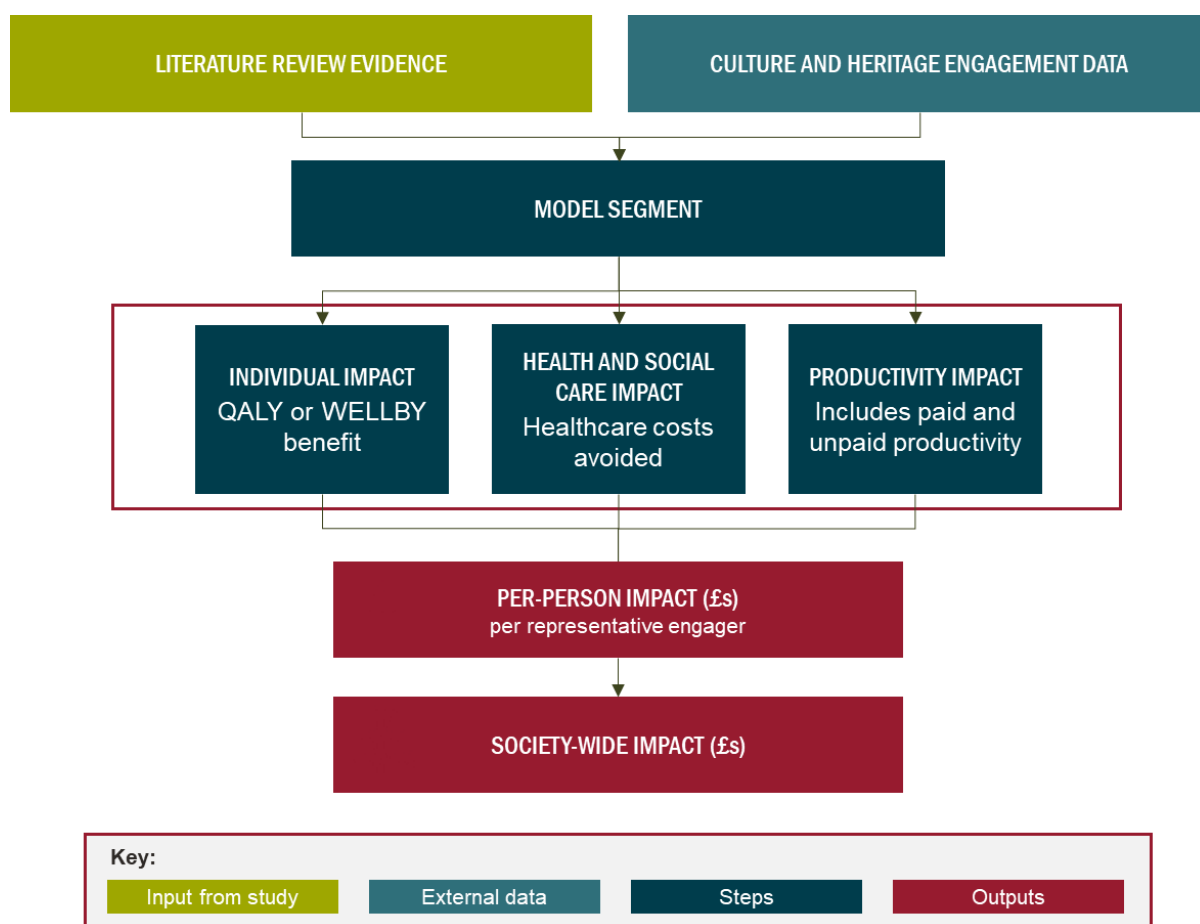 LITERATURE REVIEW EVIDENCE
CULTURE AND HERITAGE ENGAGEMENT DATA
MODEL SEGMENT
INDIVIDUAL IMPACT
QALY or WELLBY
benefit
HEALTH AND SOCIAL
CARE IMPACT
Healthcare costs
avoided
PRODUCTIVITY IMPACT
Includes paid and
unpaid productivity
PER-PERSON IMPACT (£s)
per representative engager
SOCIETY-WIDE IMPACT (£s)
Key:
Input from study
External data
Steps
Outputs